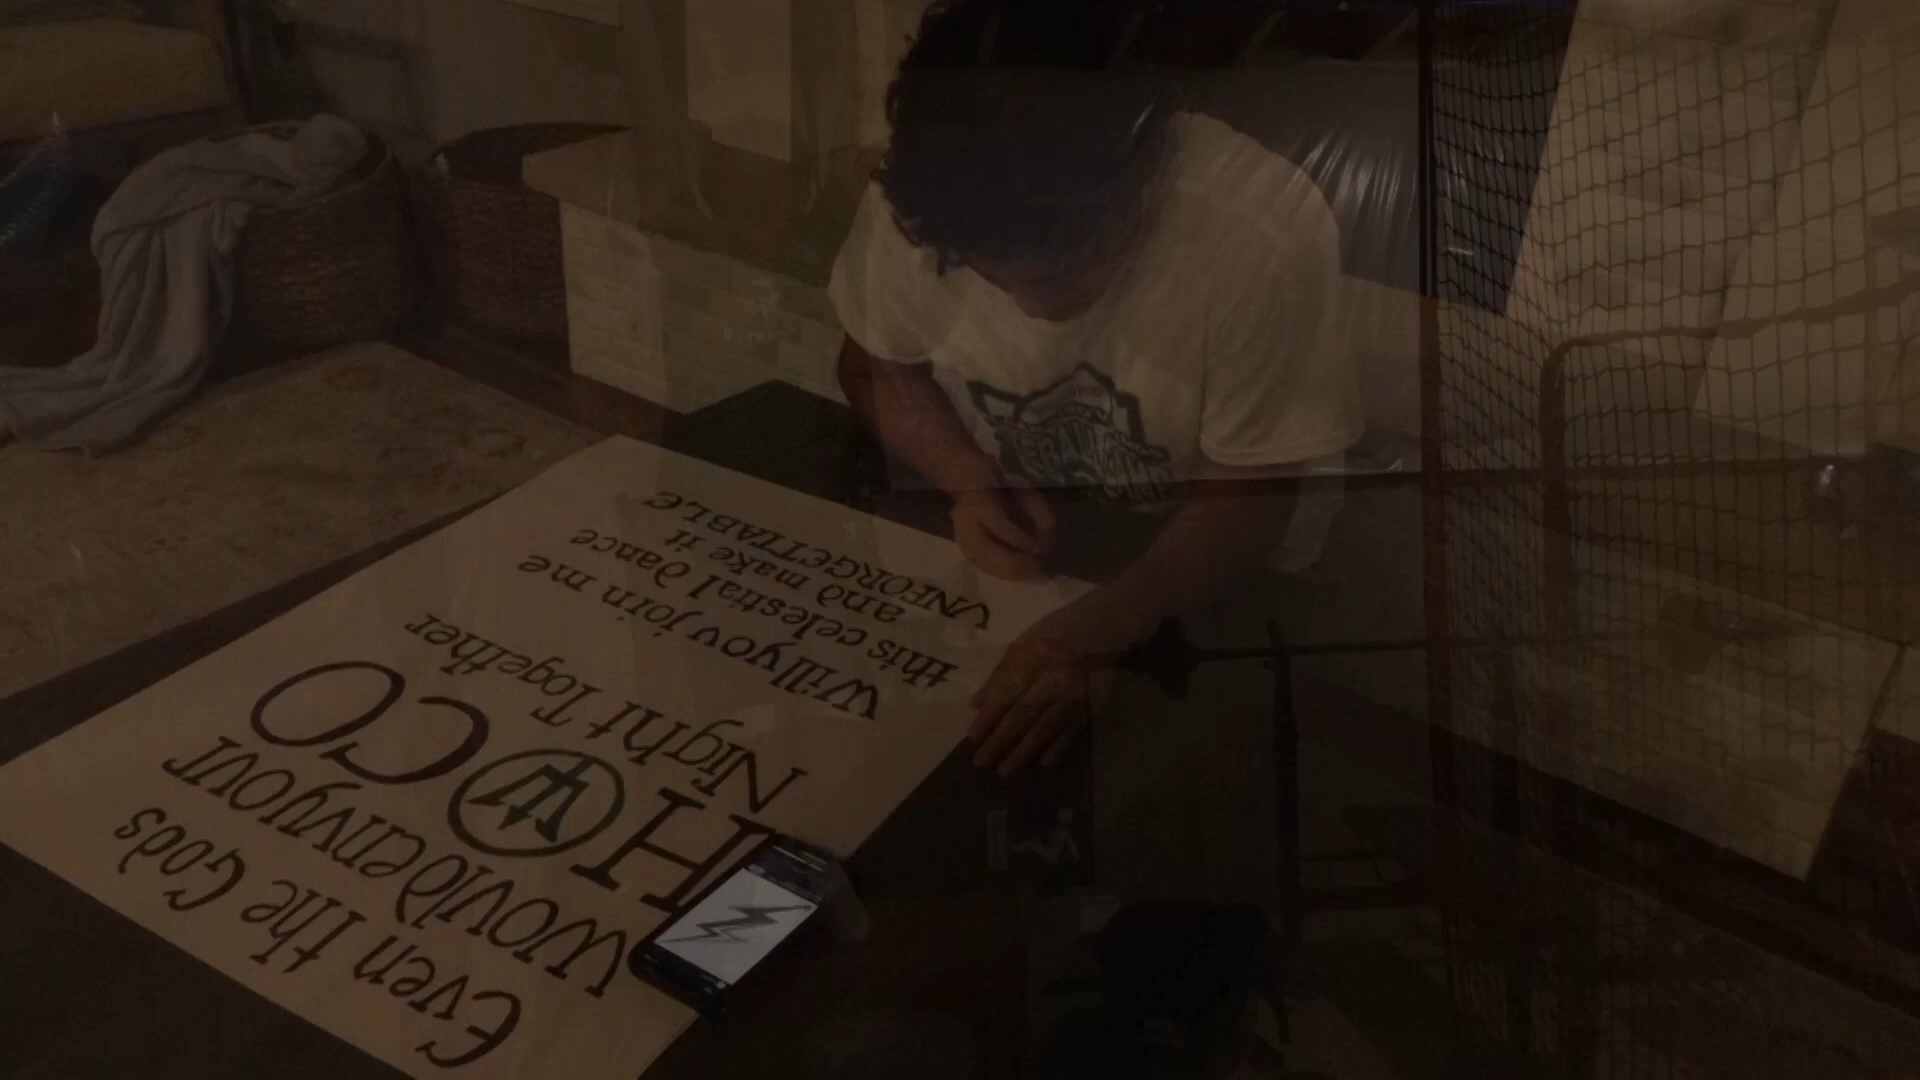 Even the Gods
Would envy our
HOCO
Night Together
Will you join me
this celestial dance
and make it
UNFORGETTABLE